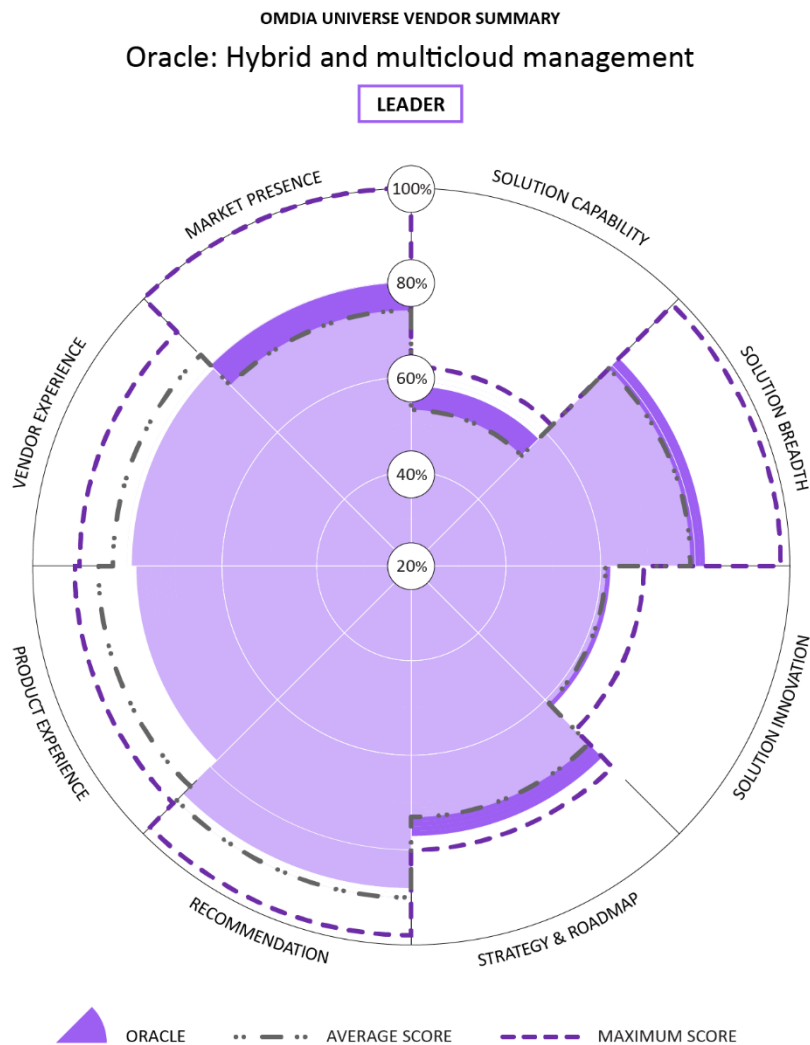 OMDIA UNIVERSE VENDOR SUMMARY
Oracle: Hybrid and multicloud management
LEADER
MARKET PRESENCE
SOLUTION CAPABILITY
100%
80%
60%
40%
20%
VENDOR EXPERIENCE
SOLUTION BREADTH
PRODUCT EXPERIENCE
SOLUTION INNOVATION
RECOMMENDATION
STRATEGY & ROADMAP
ORACLE
AVERAGE SCORE
MAXIMUM SCORE